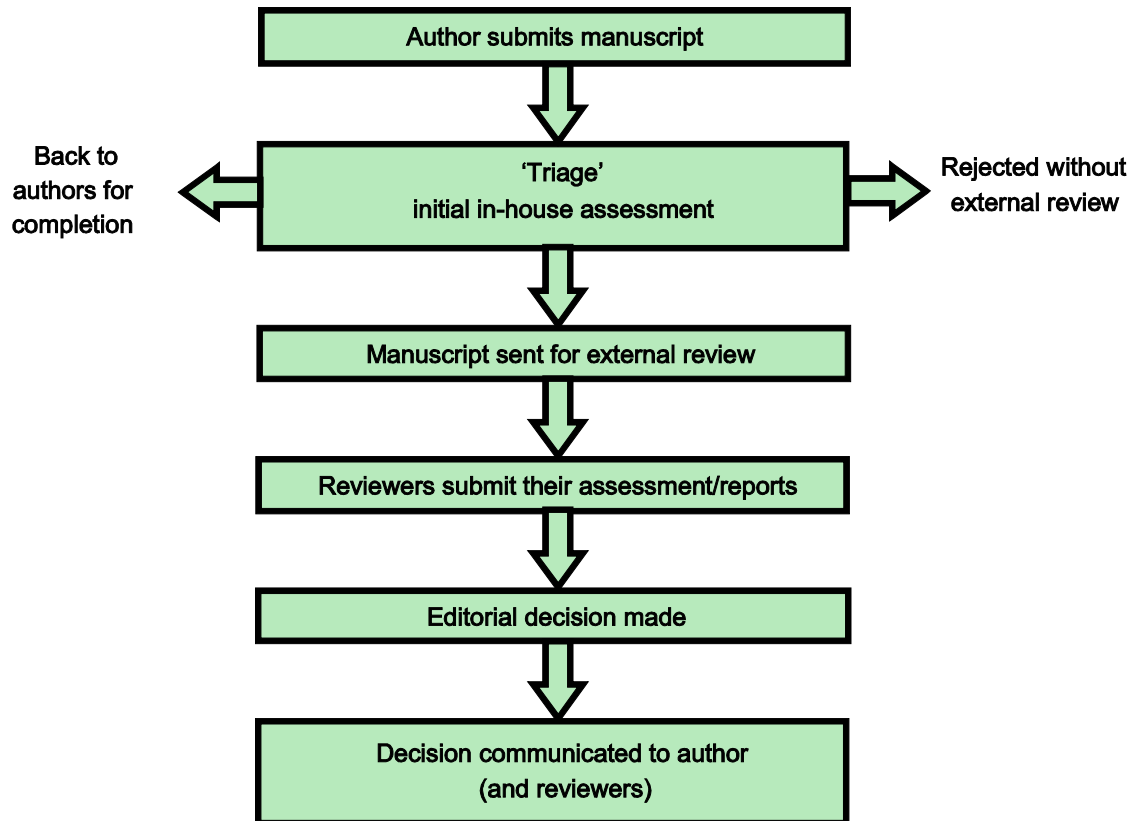 Author submits manuscript
Back to
authors for
completion
‘Triage’
initial in-house assessment
Rejected without
external review
Manuscript sent for external review
Reviewers submit their assessment/reports
Editorial decision made
Decision communicated to author
(and reviewers)